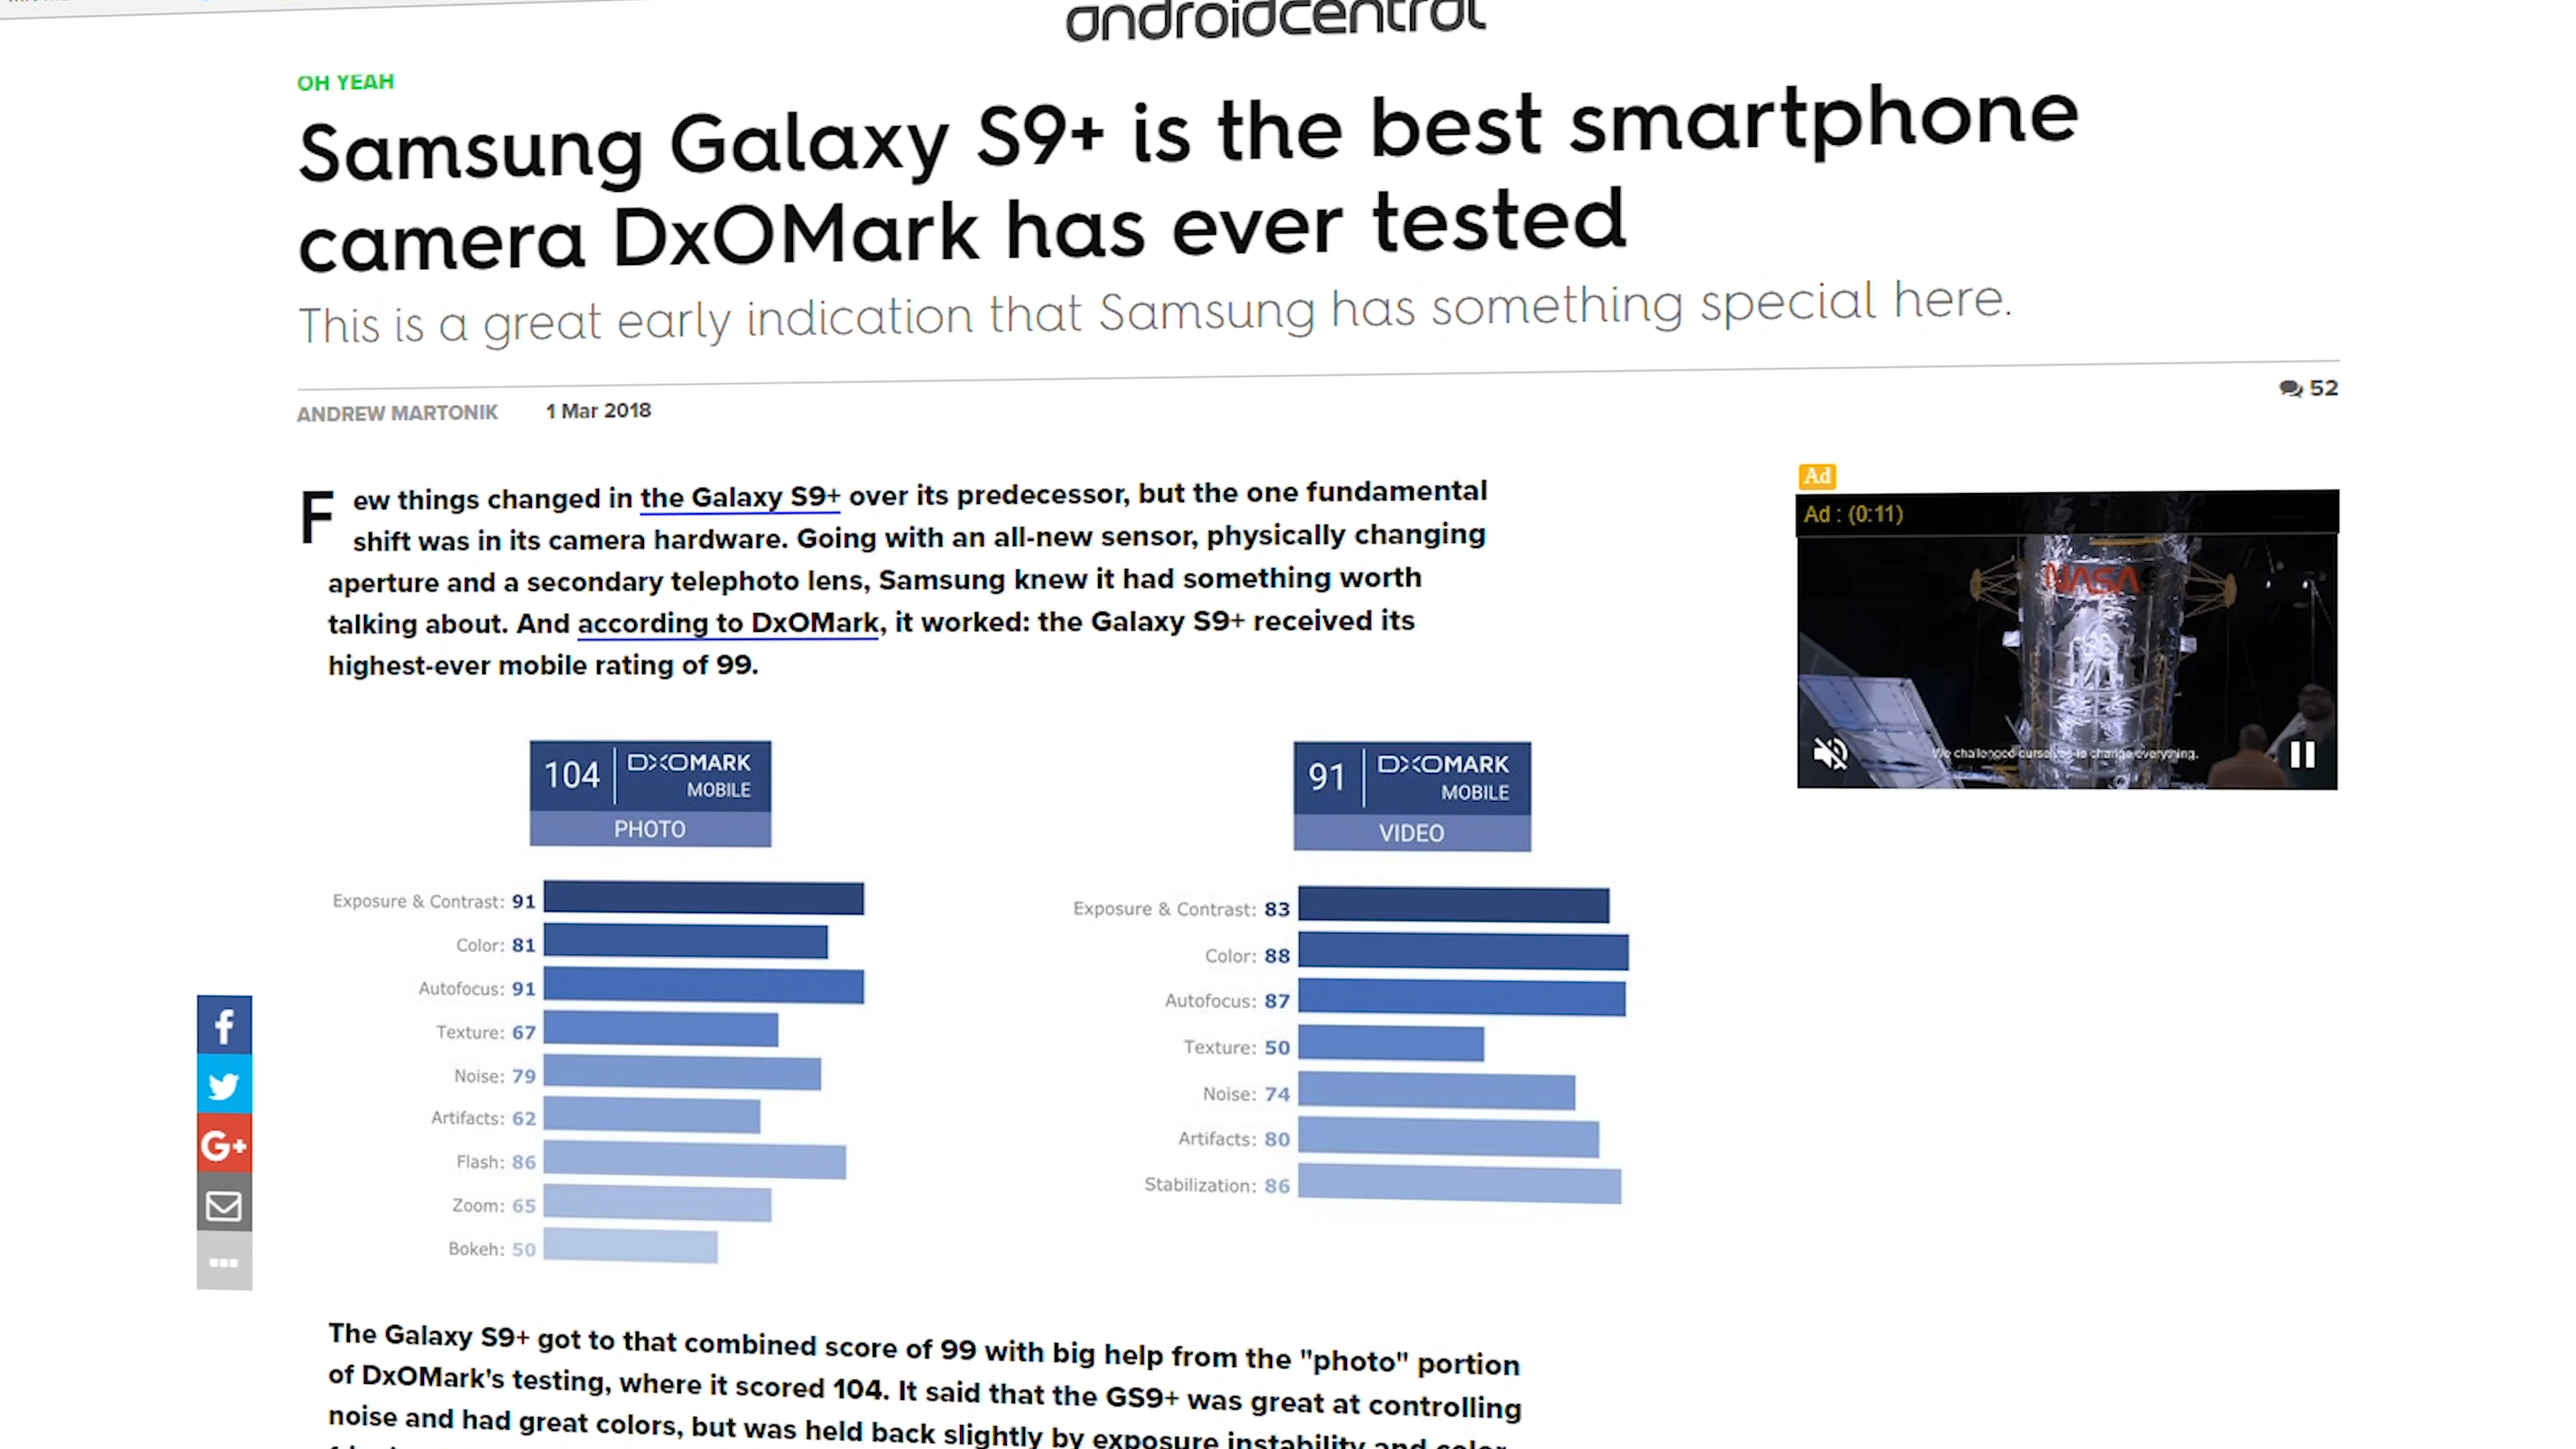 androidcentral
OH YEAH
Samsung Galaxy S9+ is the best smartphone
camera DxOMark has ever tested
This is a great early indication that Samsung has something special here.
ANDREW MARTONIK 1 Mar 2018
52
Few things changed in the Galaxy S9+ over its predecessor, but the one fundamental
shift was in its camera hardware. Going with an all-new sensor, physically changing
aperture and a secondary telephoto lens, Samsung knew it had something worth
talking about. And according to DxOMark, it worked: the Galaxy S9+ received its
highest-ever mobile rating of 99.
Ad
Ad : (0:11)
NASA
We challenged ourselves to change everything.
104 DXOMARK
MOBILE
PHOTO
Exposure & Contrast: 91
Color: 81
Autofocus: 91
Texture: 67
Noise: 79
Artifacts: 62
Flash: 86
Zoom: 65
Bokeh: 50
91 DXOMARK
MOBILE
VIDEO
Exposure & Contrast: 83
Color: 88
Autofocus: 87
Texture: 50
Noise: 74
Artifacts: 80
Stabilization: 86
f
G+
The Galaxy S9+ got to that combined score of 99 with big help from the "photo" portion
of DxOMark's testing, where it scored 104. It said that the GS9+ was great at controlling
noise and had great colors, but was held back slightly by exposure instability and color